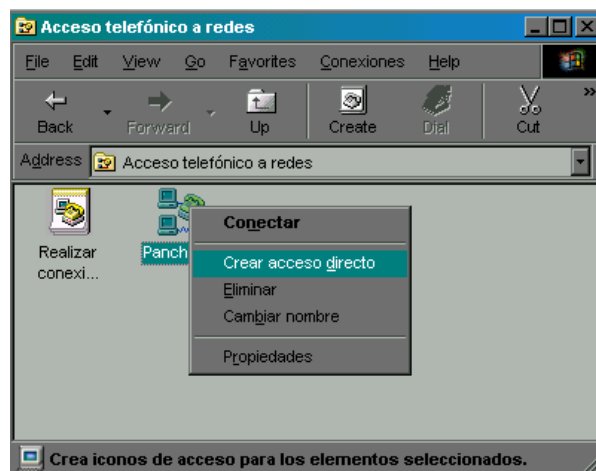 Acceso telefónico a redes
File Edit View Go Favorites Conexiones Help
Back Forward Up Create Dial Cut »
Address Acceso telefónico a redes
Realizar
conexi...
Panch
Conectar
Crear acceso directo
Eliminar
Cambiar nombre
Propiedades
Crea iconos de acceso para los elementos seleccionados.